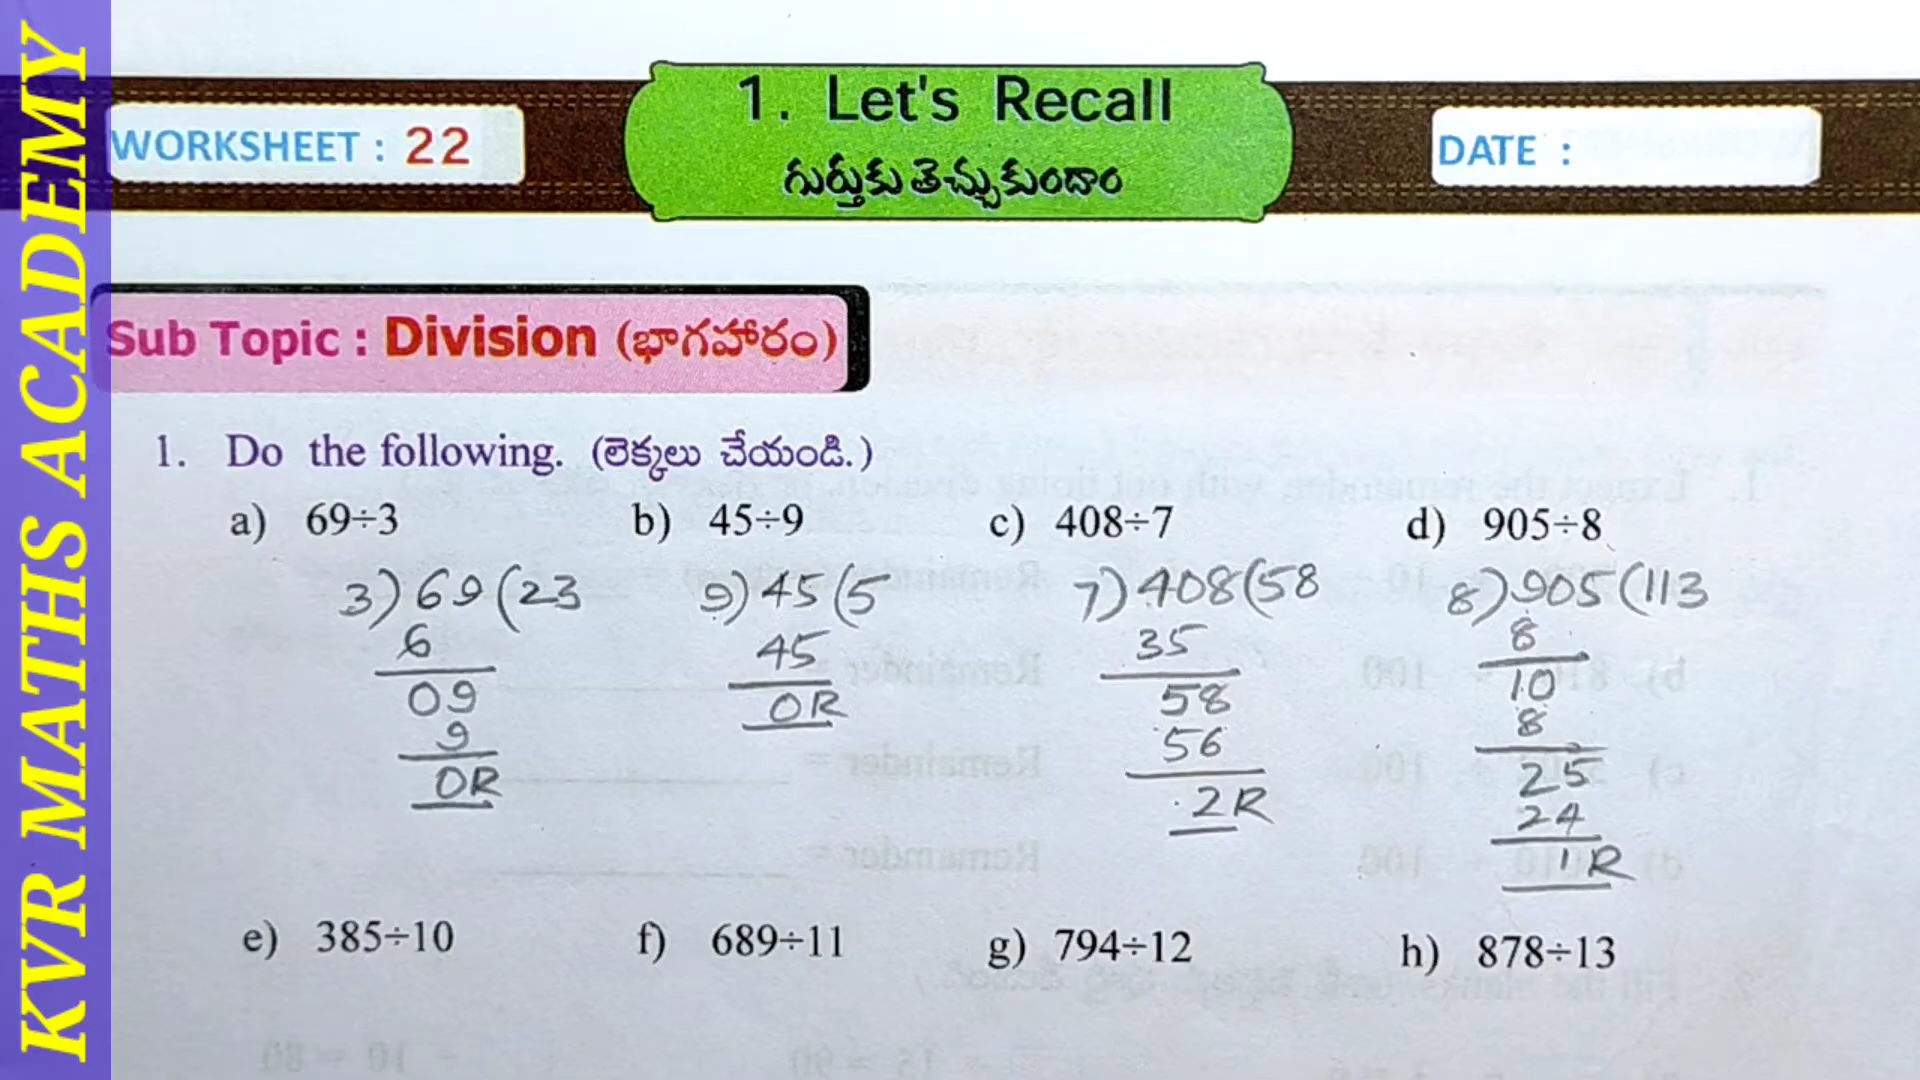 KVR MATHS ACADEMY
WORKSHEET : 22
1. Let's Recall
గుర్తుకు తెచ్చుకుందాం
DATE :
Sub Topic : Division (భాగహారం)
1. Do the following. (లెక్కలు చేయండి.)
a) 69÷3 b) 45÷9 c) 408÷7 d) 905÷8
3)69(23 9)45(5 7)408(58 8)905(113
6 45 35 8
09 0R 58 10
9 56 8
0R 2R 25
24
1R
e) 385÷10 f) 689÷11 g) 794÷12 h) 878÷13